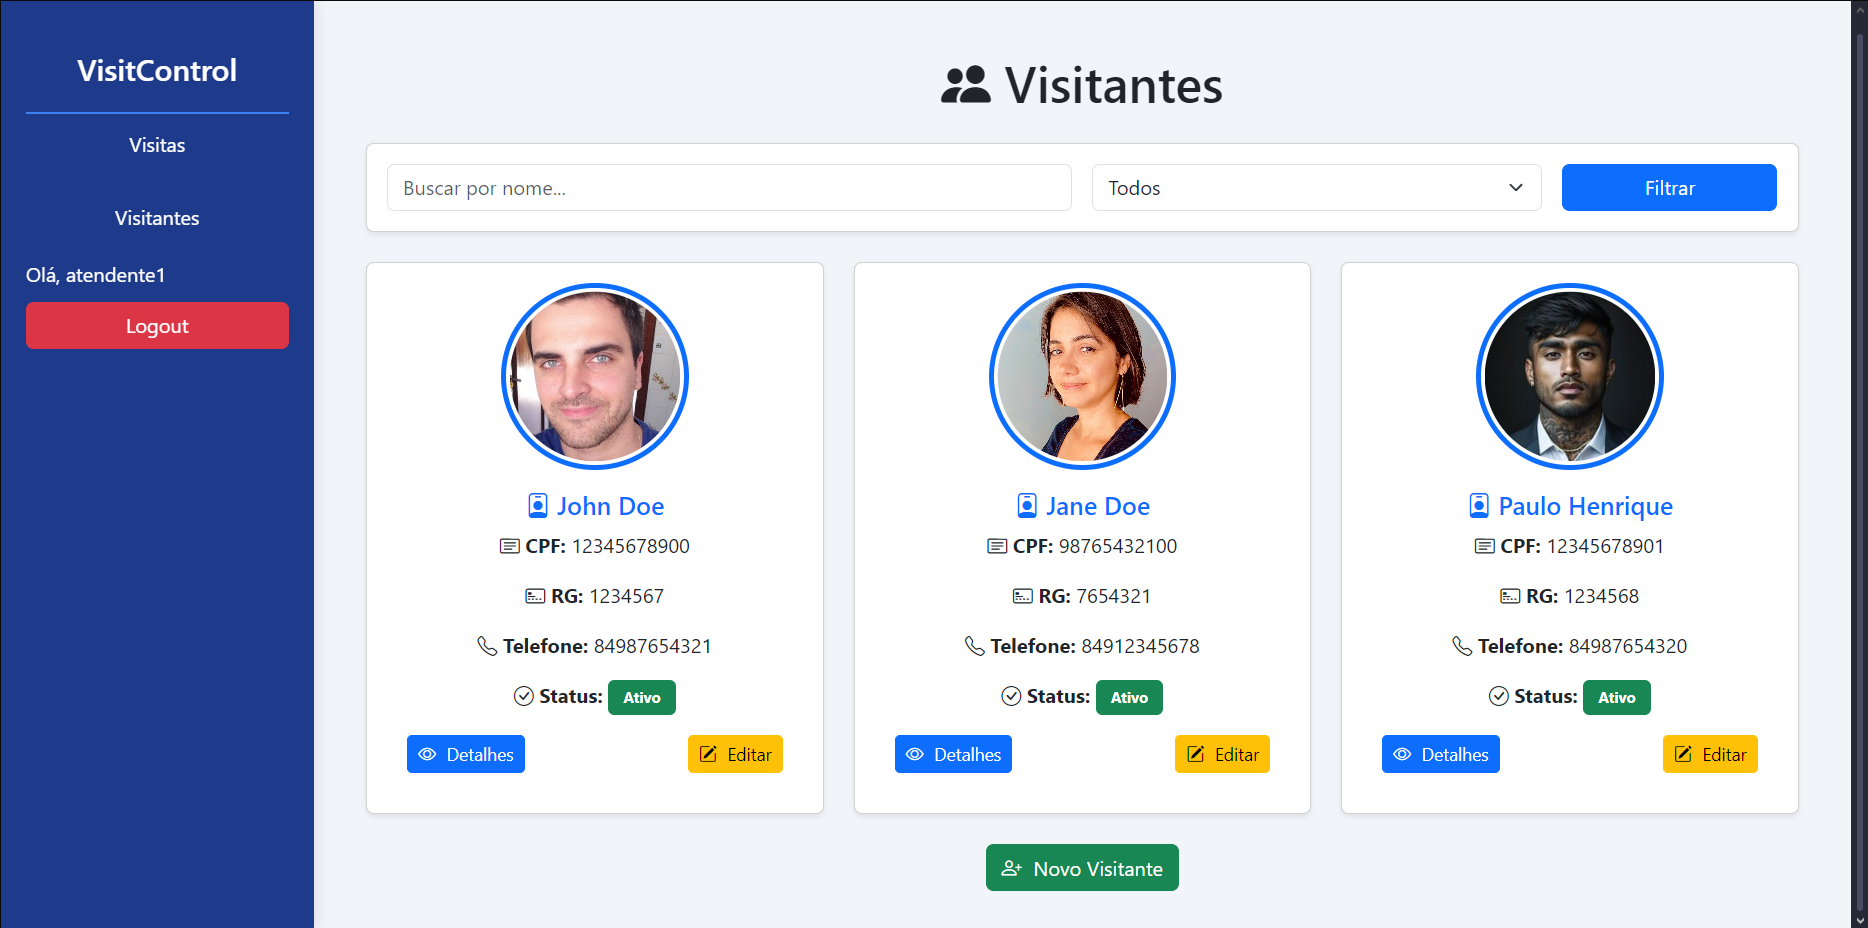 VisitControl
Visitas
Visitantes
Olá, atendente1
Logout
Visitantes
Buscar por nome...
Todos
Filtrar
John Doe
CPF: 12345678900
RG: 1234567
Telefone: 84987654321
Status: Ativo
Detalhes
Editar
Jane Doe
CPF: 98765432100
RG: 7654321
Telefone: 84912345678
Status: Ativo
Detalhes
Editar
Paulo Henrique
CPF: 12345678901
RG: 1234568
Telefone: 84987654320
Status: Ativo
Detalhes
Editar
Novo Visitante